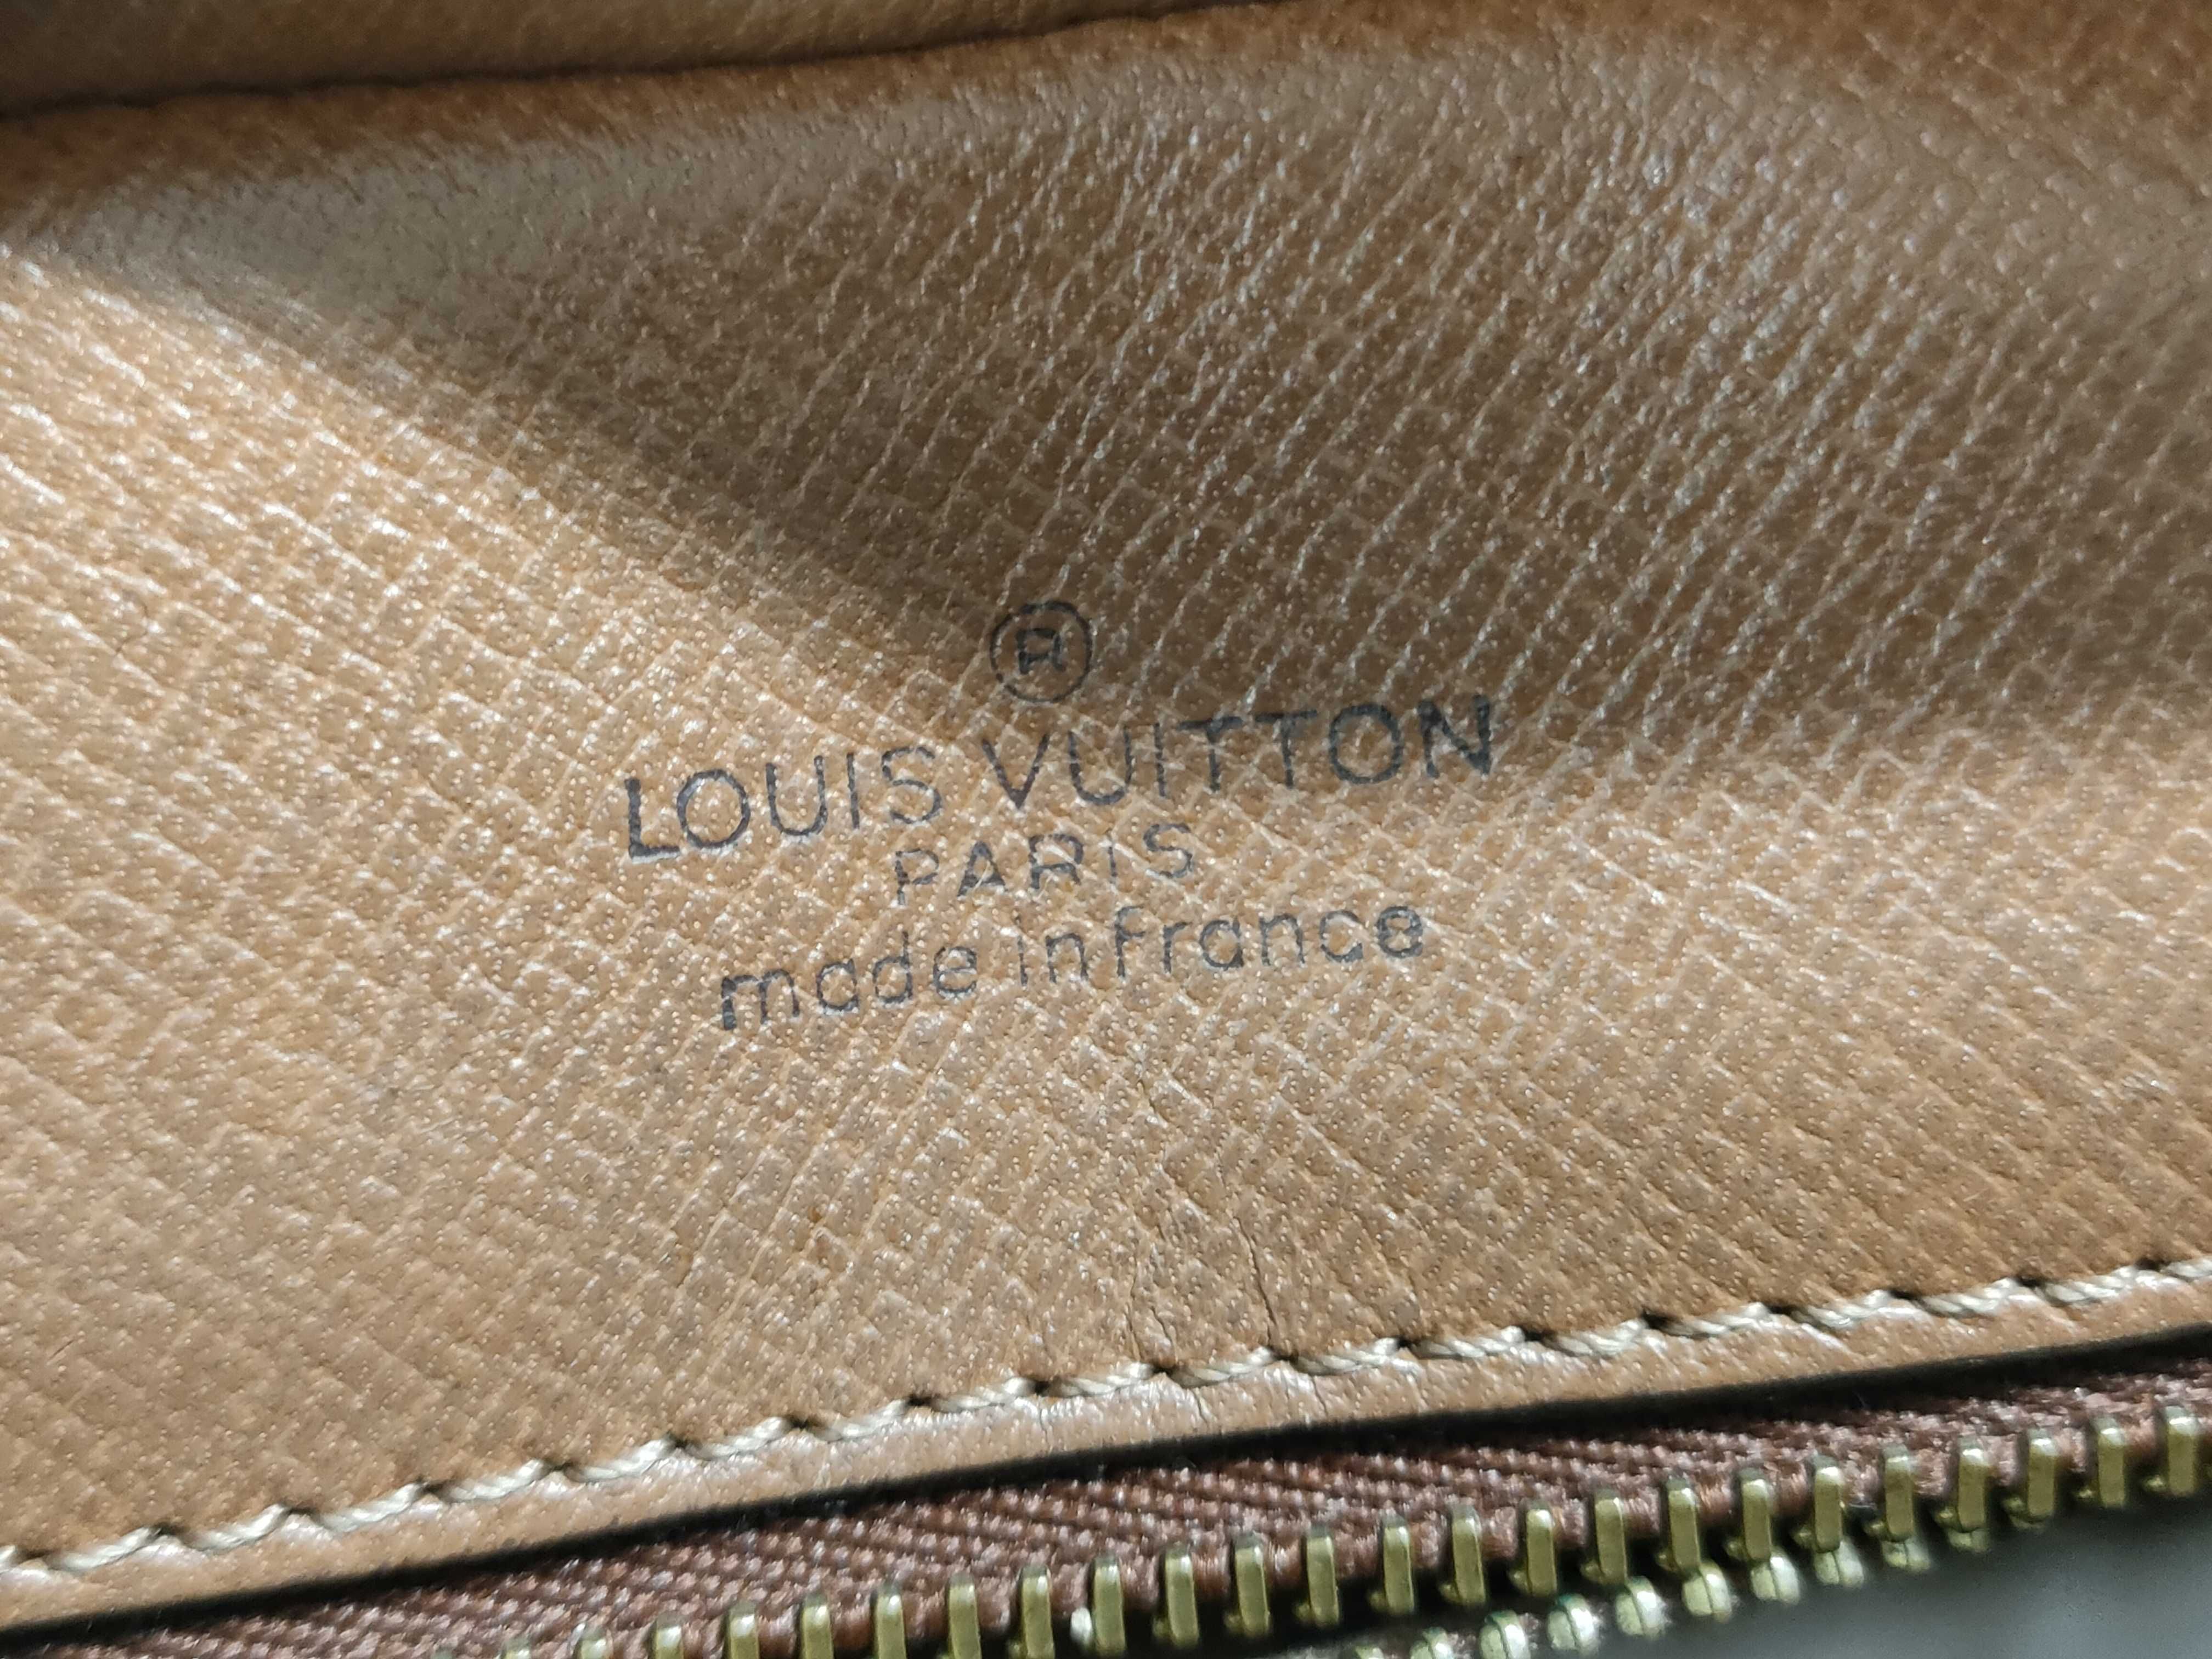 ®
LOUIS VUITTON
PARIS
made in France